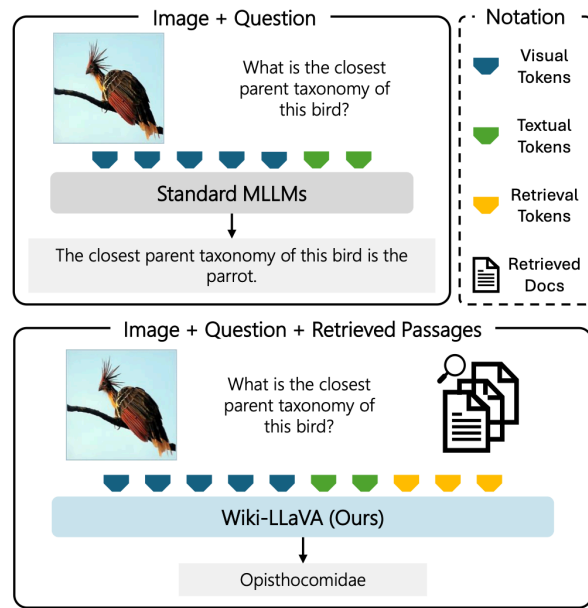 Image + Question
What is the closest
parent taxonomy of
this bird?
Standard MLLMs
The closest parent taxonomy of this bird is the
parrot.
Notation
Visual
Tokens
Textual
Tokens
Retrieval
Tokens
Retrieved
Docs
Image + Question + Retrieved Passages
What is the closest
parent taxonomy of
this bird?
Wiki-LLaVA (Ours)
Opisthocomidae